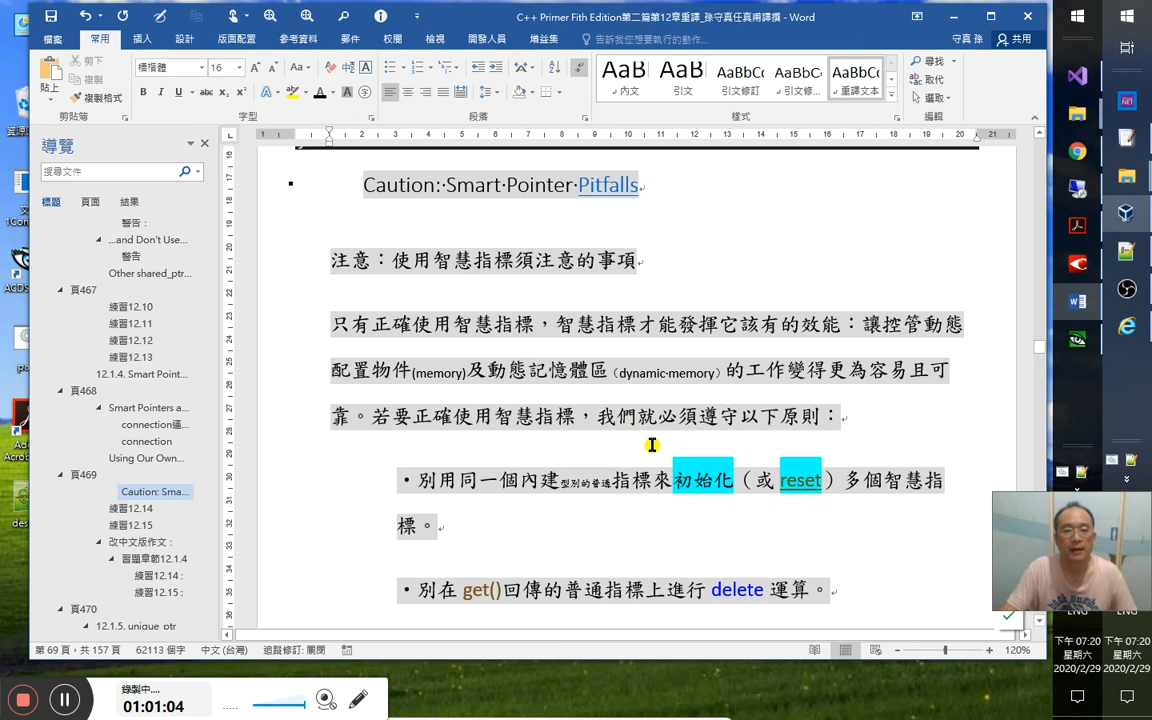 C++ Primer Fith Edition第二篇第12章重譯_孫守真任真甫譯撰 - Word
檔案 常用 插入 設計 版面配置 參考資料 郵件 校閱 檢視 開發人員 增益集 告訴我您想要執行的動作... 守真 孫 共用
貼上 剪下 複製 複製格式
剪貼簿
標楷體 16
字型
段落
AaB AaB AaBbCc AaBbCc AaBbCc
內文 引文 引文修訂 引文修... 重譯文本
樣式
尋找 取代 選取
編輯
導覽
搜尋文件
標題 頁面 結果
警告：
...and Don't Use...
警告
Other shared_ptr...
頁467
練習12.10
練習12.11
練習12.12
練習12.13
12.1.4. Smart Point...
頁468
Smart Pointers a...
connection
Using Our Own...
頁469
Caution: Sma...
練習12.14
練習12.15
改中文版作文：
習題章節12.1.4
練習12.14：
練習12.15：
頁470
12.1.5. unique_ptr
Caution:·Smart·Pointer·Pitfalls
注意：使用智慧指標須注意的事項
只有正確使用智慧指標，智慧指標才能發揮它該有的效能：讓控管動態
配置物件(memory)及動態記憶體區（dynamic·memory）的工作變得更為容易且可
靠。若要正確使用智慧指標，我們就必須遵守以下原則：
・別用同一個內建型別的普通指標來初始化（或 reset）多個智慧指
標。
・別在 get()回傳的普通指標上進行 delete 運算。
第 69 頁，共 157 頁 62113 個字 中文 (台灣) 追蹤修訂: 關閉 120%
錄製中....
01:01:04
下午 07:20
星期六
2020/2/29
下午 07:20
星期六
2020/2/29